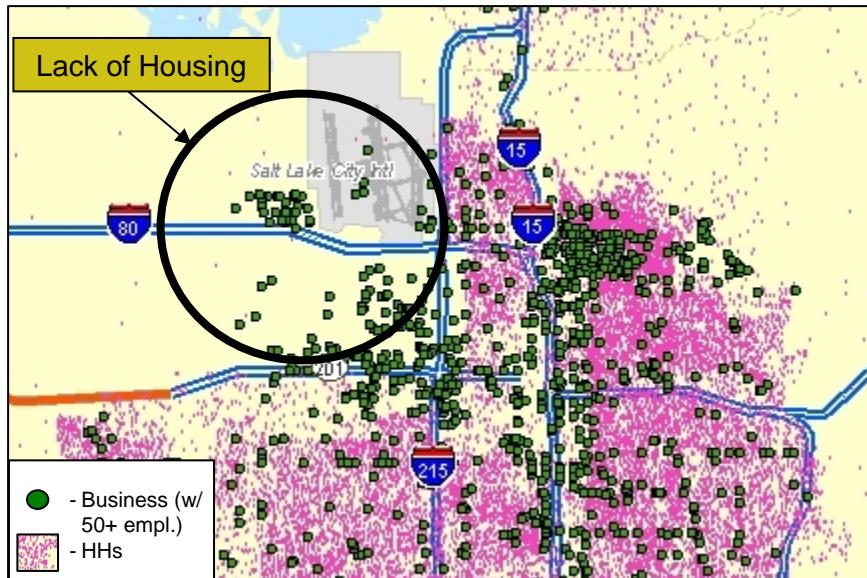 Lack of Housing
Salt Lake City Intl
15
15
80
201
215
- Business (w/
50+ empl.)
- HHs